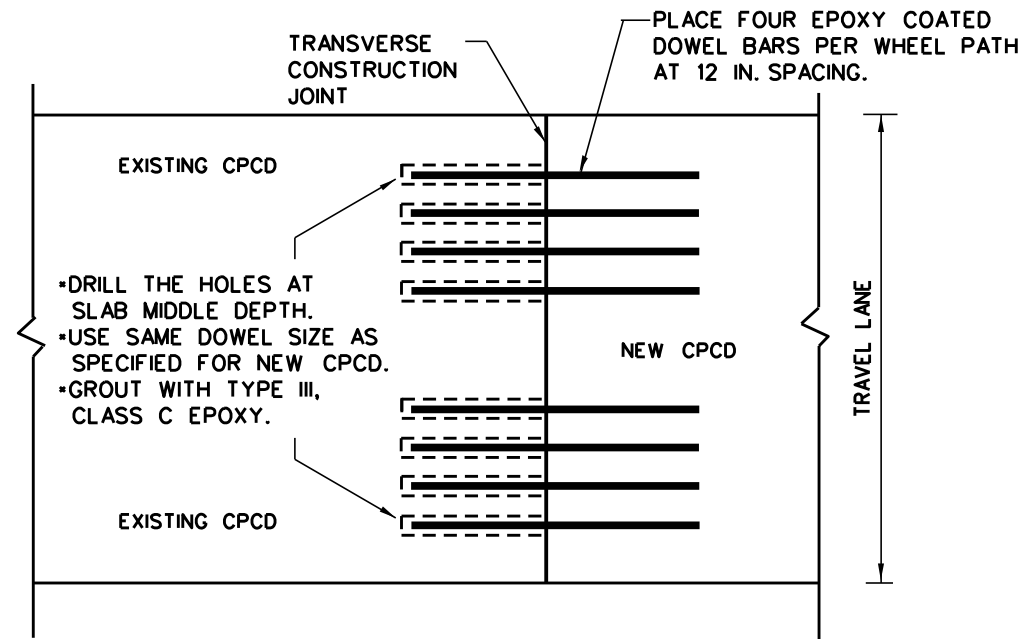 PLACE FOUR EPOXY COATED
DOWEL BARS PER WHEEL PATH
AT 12 IN. SPACING.
TRANSVERSE
CONSTRUCTION
JOINT
EXISTING CPCD
*DRILL THE HOLES AT
SLAB MIDDLE DEPTH.
*USE SAME DOWEL SIZE AS
SPECIFIED FOR NEW CPCD.
*GROUT WITH TYPE III,
CLASS C EPOXY.
NEW CPCD
TRAVEL LANE
EXISTING CPCD